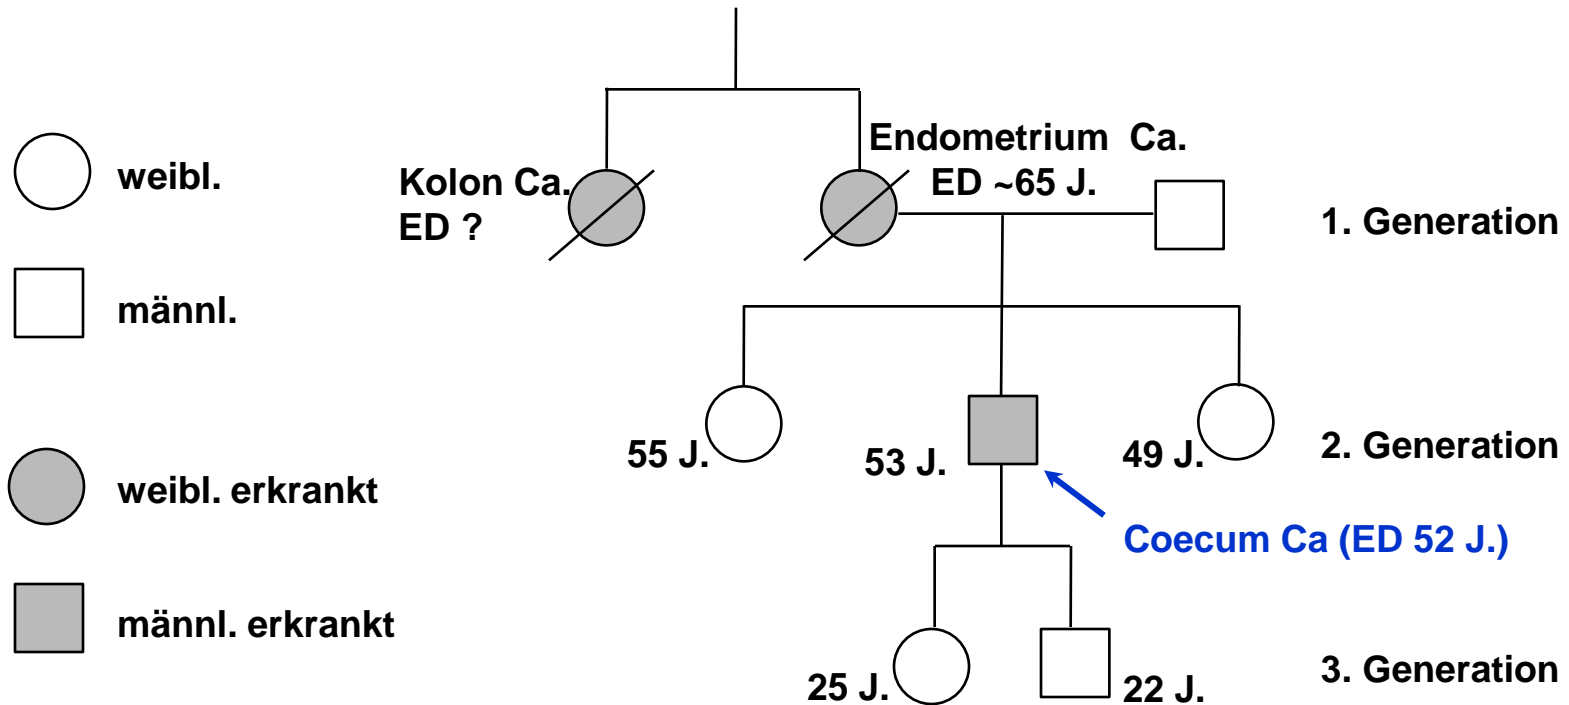 weibl.
männl.
weibl. erkrankt
männl. erkrankt
Kolon Ca.
ED ?
Endometrium Ca.
ED ~65 J.
1. Generation
55 J.
53 J.
49 J.
2. Generation
Coecum Ca (ED 52 J.)
25 J.
22 J.
3. Generation